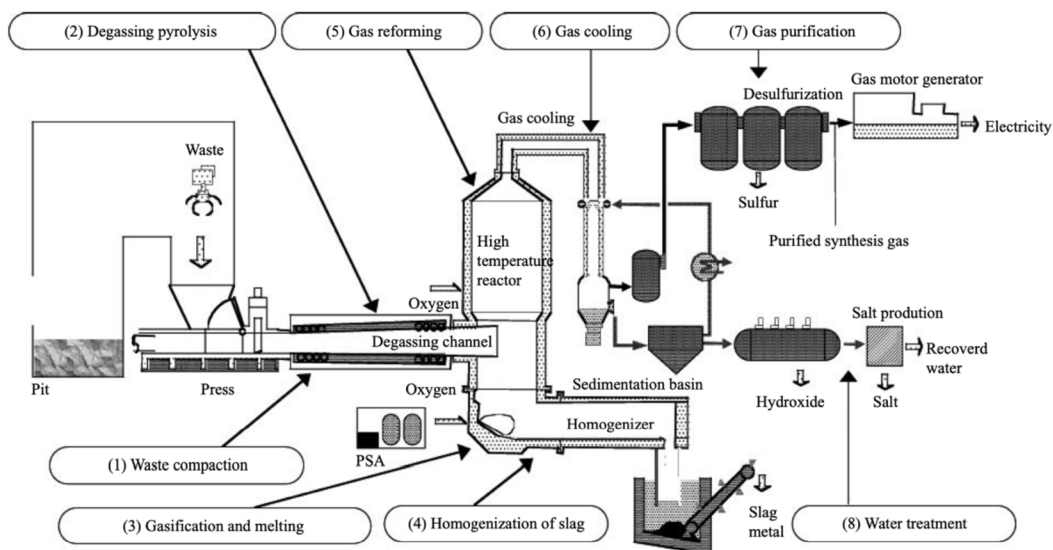 (2) Degassing pyrolysis
(5) Gas reforming
(6) Gas cooling
(7) Gas purification
Desulfurization
Gas motor generator
Gas cooling
Electricity
Waste
Sulfur
Purified synthesis gas
High
temperature
reactor
Oxygen
Degassing channel
Salt prodution
Recoverd
water
Pit
Press
Oxygen
Sedimentation basin
Hydroxide
Salt
Homogenizer
PSA
(1) Waste compaction
Slag
metal
(3) Gasification and melting
(4) Homogenization of slag
(8) Water treatment